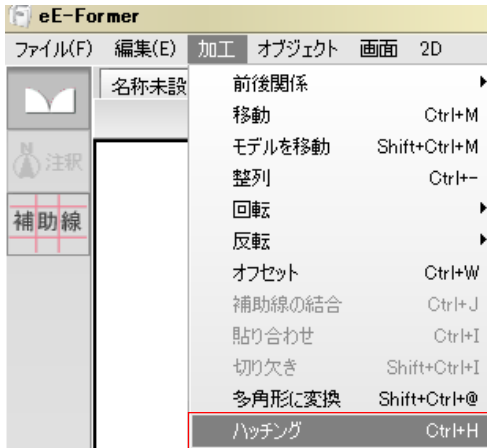 eE-Former
ファイル(F) 編集(E) 加工 オブジェクト 画面 2D
名称未設
注釈
補助線
前後関係
移動 Ctrl+M
モデルを移動 Shift+Ctrl+M
整列 Ctrl+-
回転
反転
オフセット Ctrl+W
補助線の結合 Ctrl+J
貼り合わせ Ctrl+I
切り欠き Shift+Ctrl+I
多角形に変換 Shift+Ctrl+@
ハッチング Ctrl+H